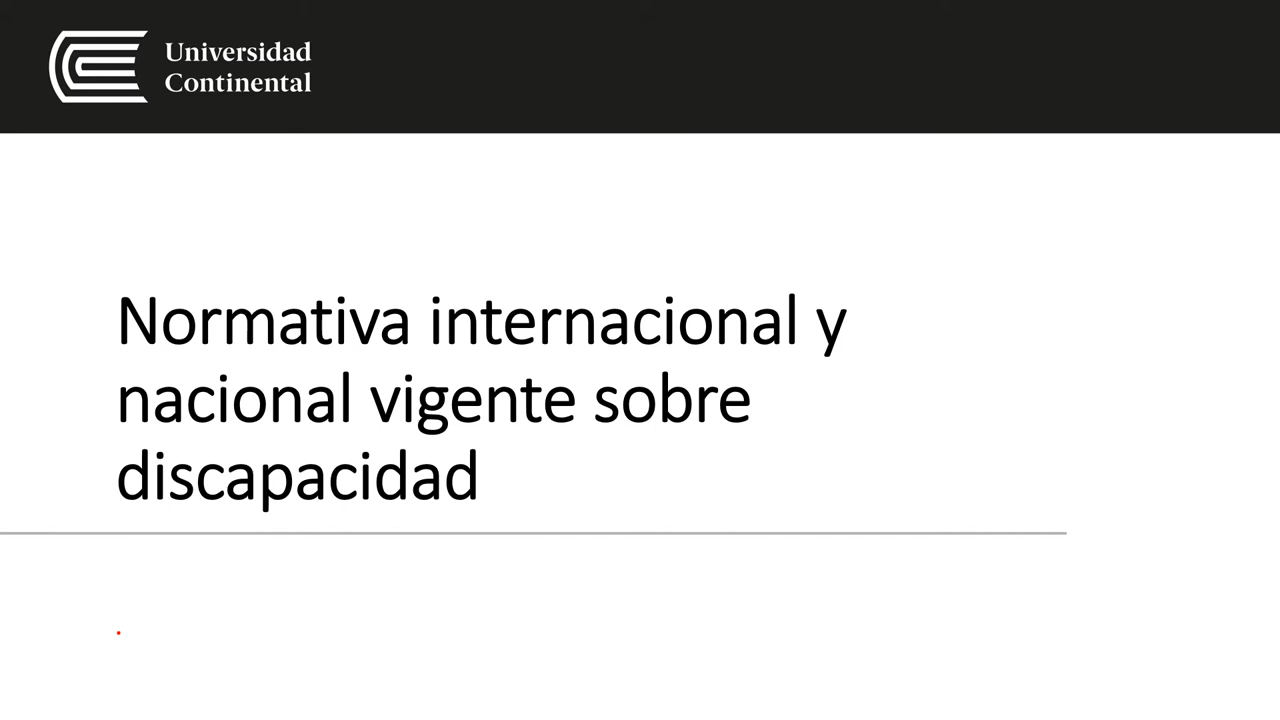 Universidad
Continental
Normativa internacional y
nacional vigente sobre
discapacidad
.